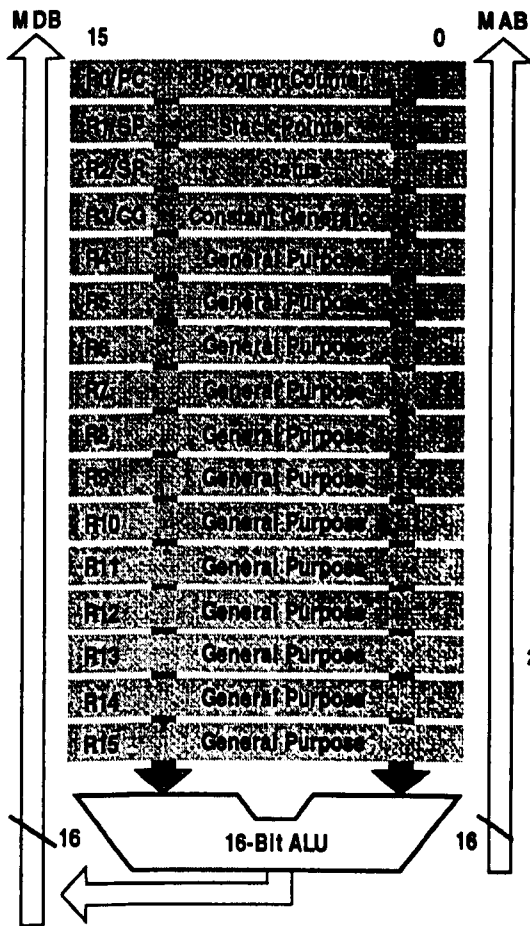 MDB MAB
15 0
R0/PC Program Counter
R1/SP Stack Pointer
R2/SR Status
R3/CG Constant Generator
R4 General Purpose
R5 General Purpose
R6 General Purpose
R7 General Purpose
R8 General Purpose
R9 General Purpose
R10 General Purpose
R11 General Purpose
R12 General Purpose
R13 General Purpose
R14 General Purpose
R15 General Purpose
16 16-Bit ALU 16